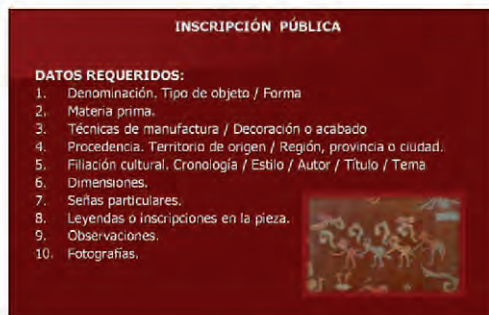 INSCRIPCIÓN PÚBLICA
DATOS REQUERIDOS:
1. Denominación. Tipo de objeto / Forma
2. Materia prima.
3. Técnicas de manufactura / Decoración o acabado
4. Procedencia. Territorio de origen / Región, provincia o ciudad.
5. Filiación cultural. Cronología / Estilo / Autor / Título / Tema
6. Dimensiones.
7. Señas particulares.
8. Leyendas o inscripciones en la pieza.
9. Observaciones.
10. Fotografías.